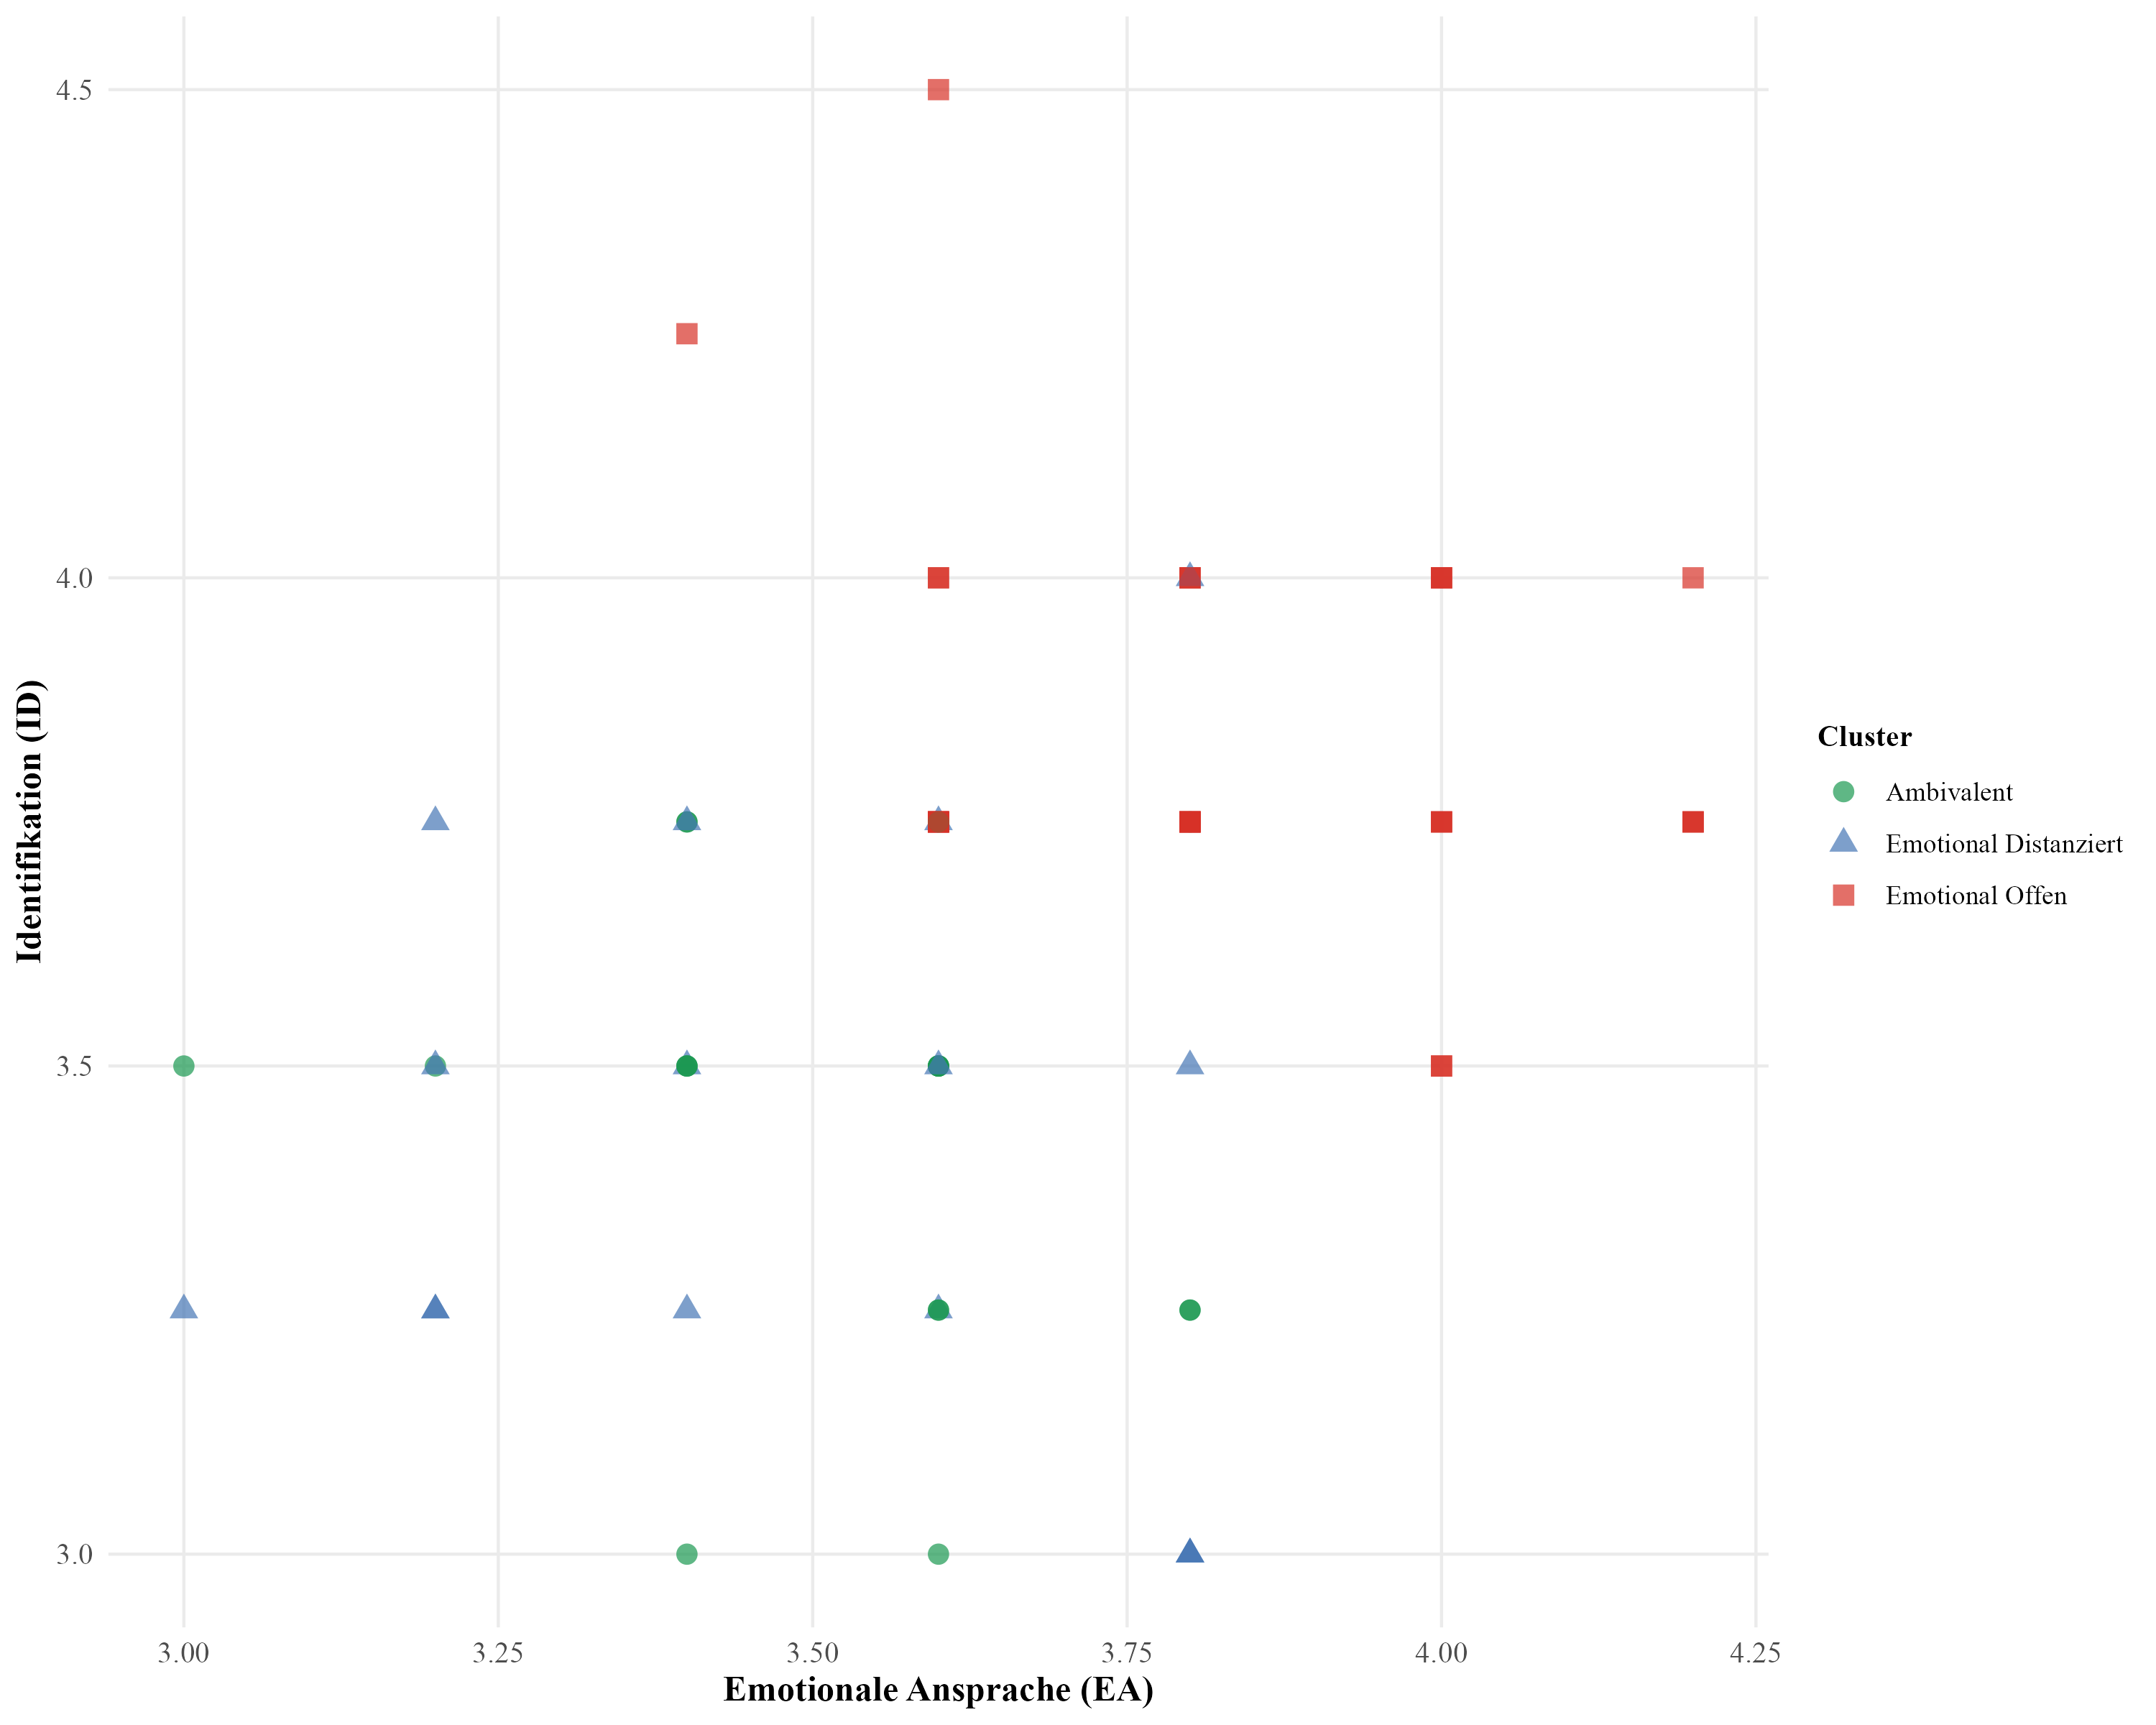 4.5
4.0
3.5
3.0
Identifikation (ID)
3.00
3.25
3.50
3.75
4.00
4.25
Emotionale Ansprache (EA)
Cluster
Ambivalent
Emotional Distanziert
Emotional Offen